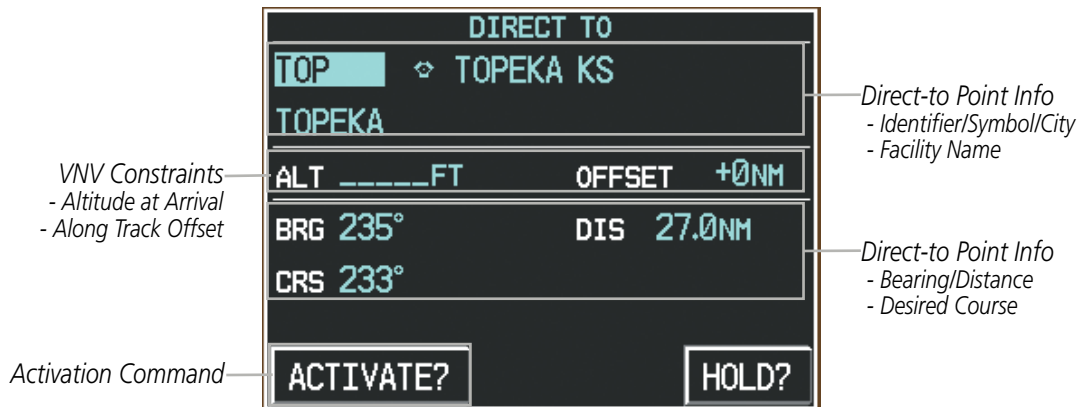 DIRECT TO
TOP TOPEKA KS
TOPEKA
Direct-to Point Info
- Identifier/Symbol/City
- Facility Name
VNV Constraints
- Altitude at Arrival
- Along Track Offset
ALT _____FT OFFSET +0NM
BRG 235° DIS 27.0NM
CRS 233°
Direct-to Point Info
- Bearing/Distance
- Desired Course
Activation Command
ACTIVATE? HOLD?